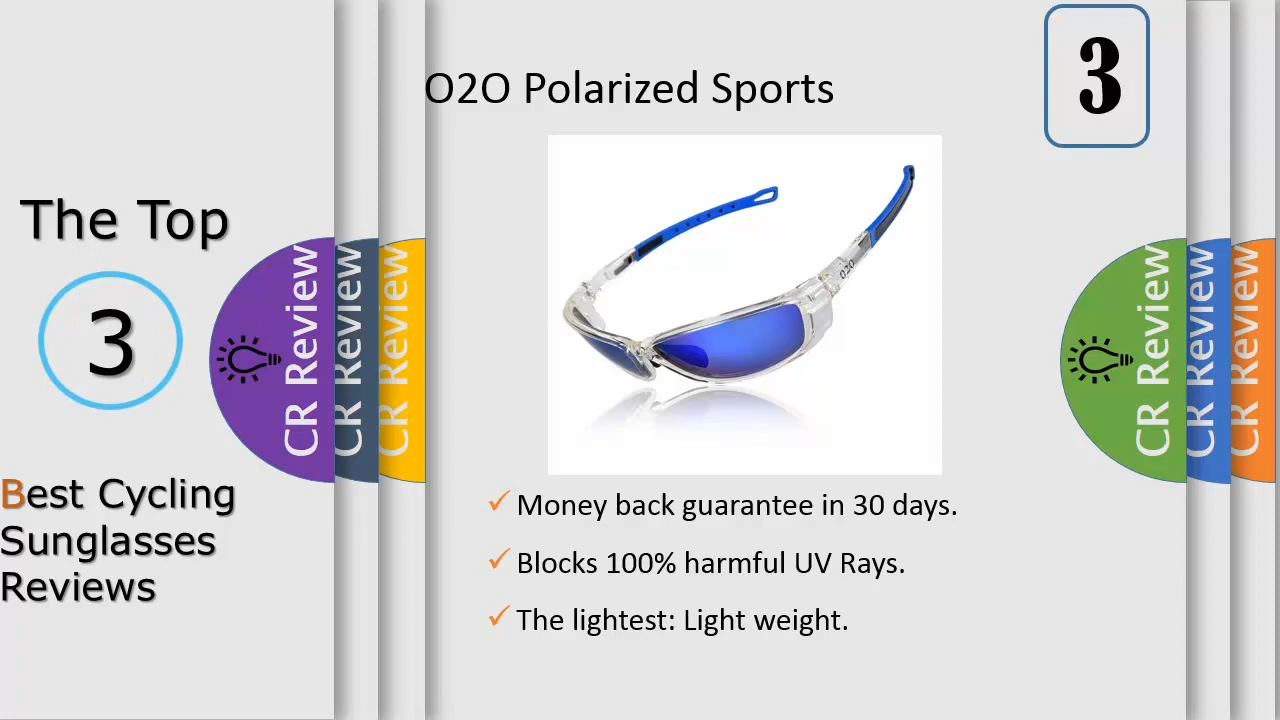 O2O Polarized Sports
3
The Top
3
Best Cycling
Sunglasses
Reviews
CR Review
CR Review
CR Review
O2O
Money back guarantee in 30 days.
Blocks 100% harmful UV Rays.
The lightest: Light weight.
CR Review
CR Review
CR Review